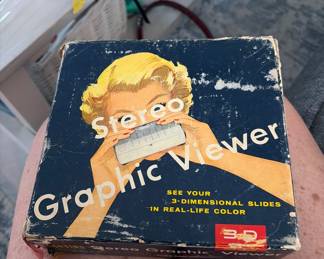 Stereo
Graphic Viewer
SEE YOUR
3-DIMENSIONAL SLIDES
IN REAL-LIFE COLOR
3-D